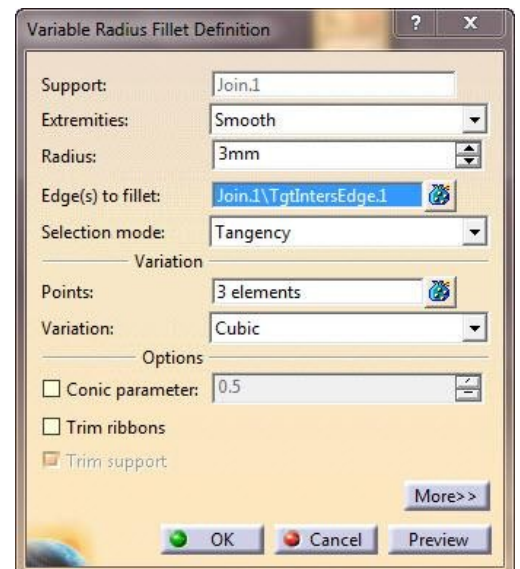 Variable Radius Fillet Definition ? X
Support: Join.1
Extremities: Smooth
Radius: 3mm
Edge(s) to fillet: Join.1\TgtIntersEdge.1
Selection mode: Tangency
Variation
Points: 3 elements
Variation: Cubic
Options
Conic parameter: 0.5
Trim ribbons
Trim support
More>>
OK Cancel Preview